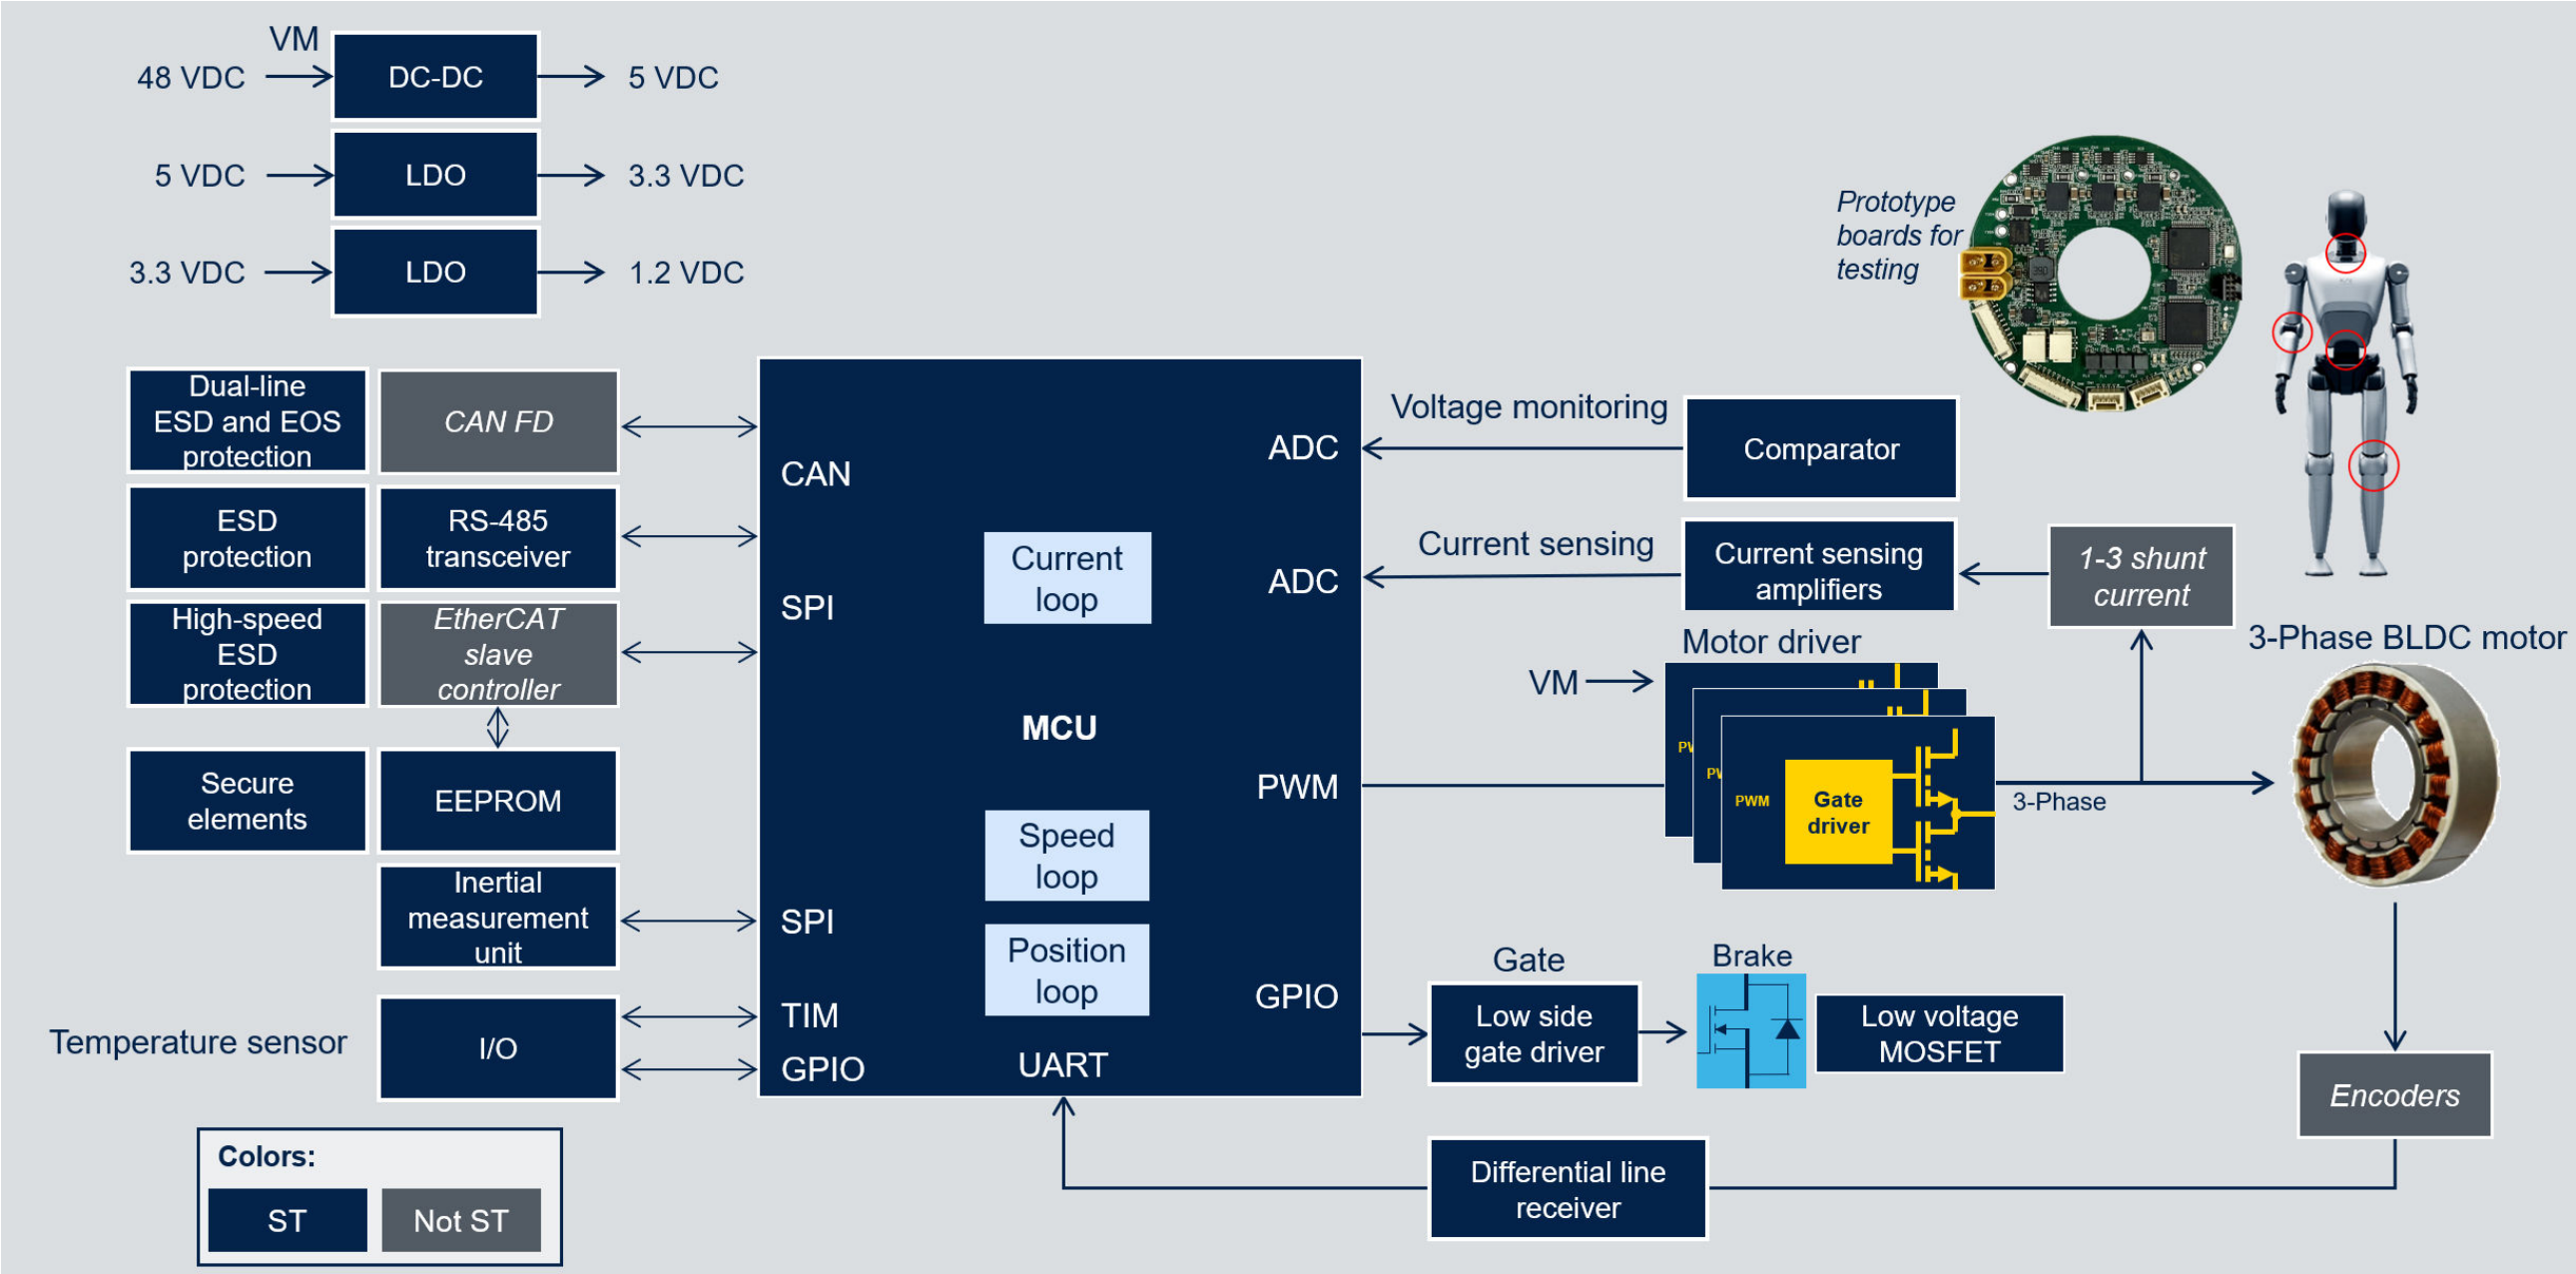 VM
48 VDC
DC-DC
5 VDC
5 VDC
LDO
3.3 VDC
3.3 VDC
LDO
1.2 VDC
Prototype
boards for
testing
Dual-line
ESD and EOS
protection
CAN FD
ESD
protection
RS-485
transceiver
High-speed
ESD
protection
EtherCAT
slave
controller
Secure
elements
EEPROM
Inertial
measurement
unit
Temperature sensor
I/O
CAN
SPI
SPI
TIM
GPIO
Current
loop
MCU
Speed
loop
Position
loop
UART
ADC
ADC
PWM
GPIO
Voltage monitoring
Comparator
Current sensing
Current sensing
amplifiers
1-3 shunt
current
Motor driver
VM
PWM
Gate
driver
3-Phase
3-Phase BLDC motor
Gate
Low side
gate driver
Brake
Low voltage
MOSFET
Encoders
Differential line
receiver
Colors:
ST
Not ST